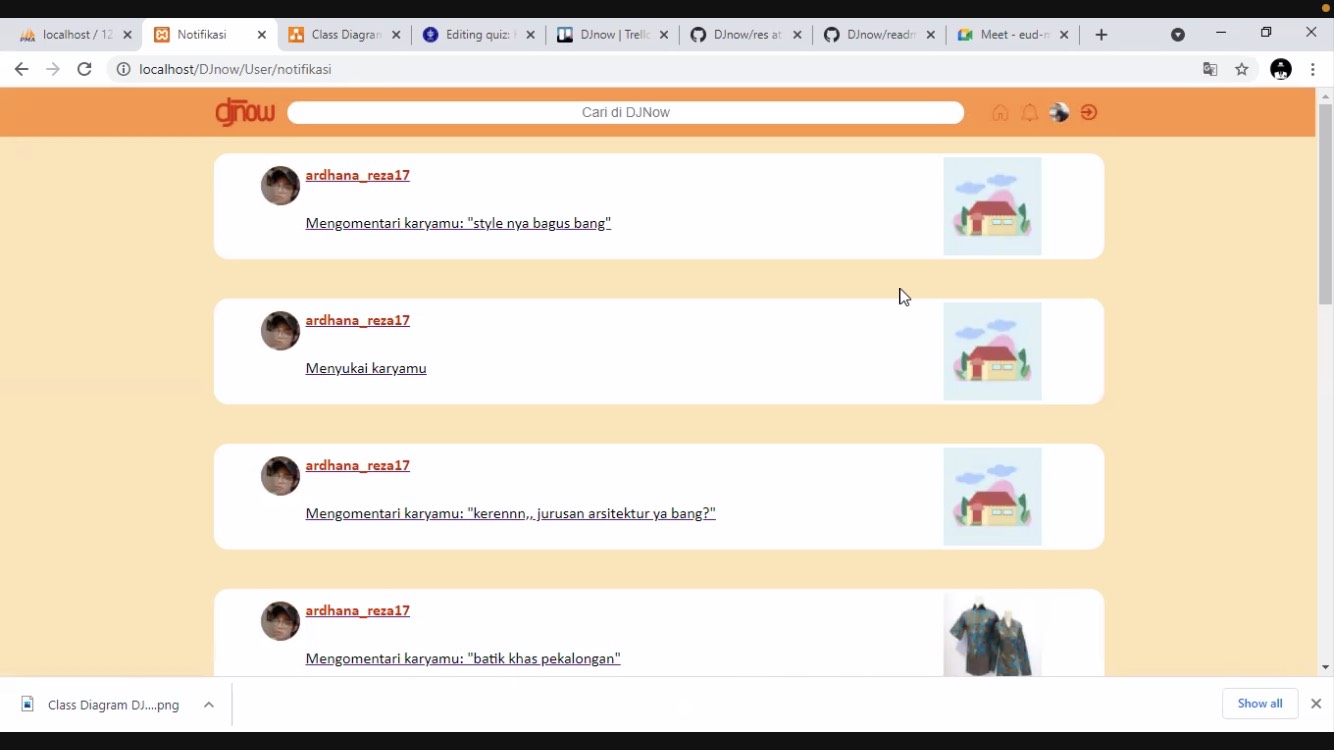 localhost / 12
Notifikasi
Class Diagram
Editing quiz:
DJnow | Trell
DJnow/res at
DJnow/readm
Meet - eud-m
localhost/DJnow/User/notifikasi
djnow
Cari di DJNow
ardhana_reza17
Mengomentari karyamu: "style nya bagus bang"
ardhana_reza17
Menyukai karyamu
ardhana_reza17
Mengomentari karyamu: "kerennn,, jurusan arsitektur ya bang?"
ardhana_reza17
Mengomentari karyamu: "batik khas pekalongan"
Class Diagram DJ....png
Show all